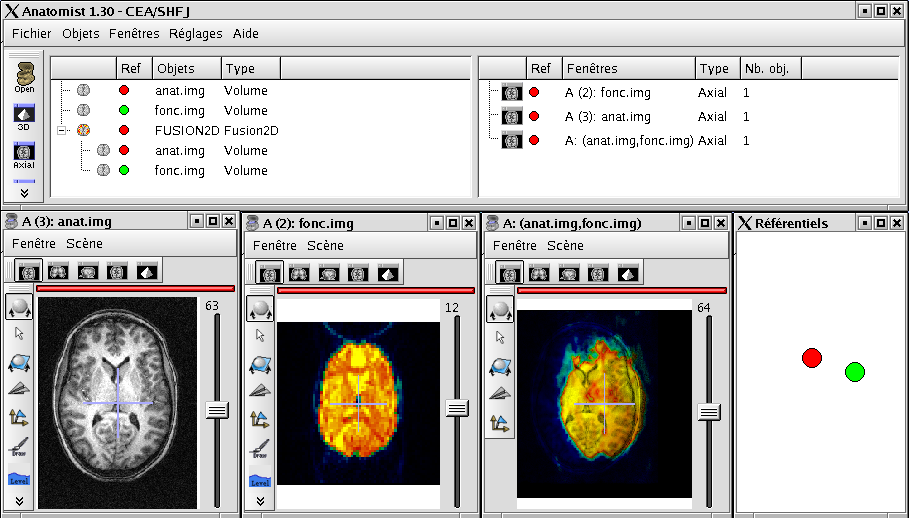 Anatomist 1.30 - CEA/SHFJ
Fichier Objets Fenêtres Réglages Aide
Open
3D
Axial
Ref Objets Type
anat.img Volume
fonc.img Volume
FUSION2D Fusion2D
anat.img Volume
fonc.img Volume
Ref Fenêtres Type Nb. obj.
A (2): fonc.img Axial 1
A (3): anat.img Axial 1
A: (anat.img,fonc.img) Axial 1
A (3): anat.img
Fenêtre Scène
63
Draw
Level
A (2): fonc.img
Fenêtre Scène
12
Draw
Level
A: (anat.img,fonc.img)
Fenêtre Scène
64
Référentiels